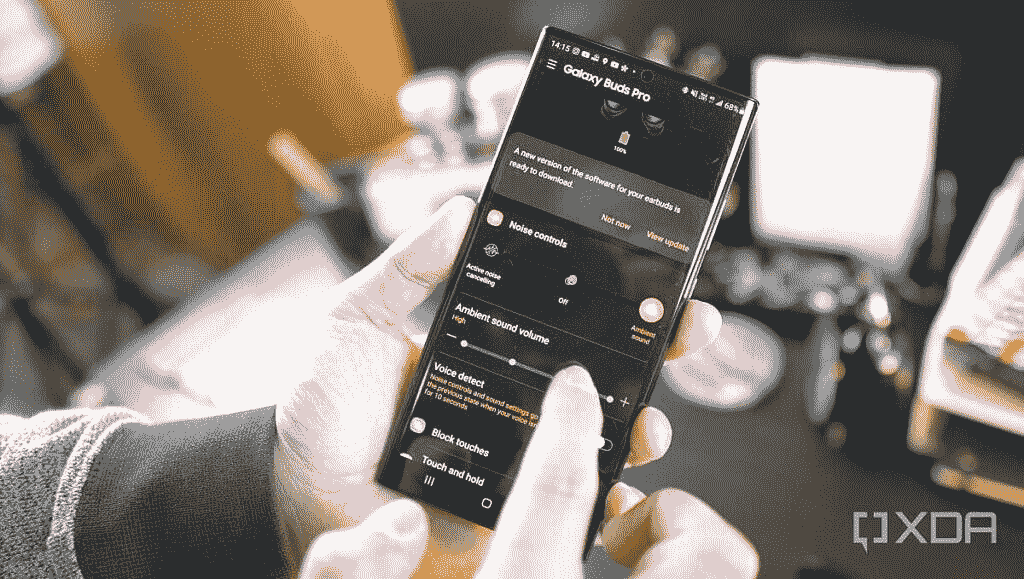 14:15
68%
Galaxy Buds Pro
100%
A new version of the software for your earbuds is
ready to download.
Not now
View update
Noise controls
Active noise
cancelling
Off
Ambient
sound
Ambient sound volume
High
Voice detect
Noise controls and sound settings go
the previous state when your voice
for 10 seconds
Block touches
Touch and hold
XDA